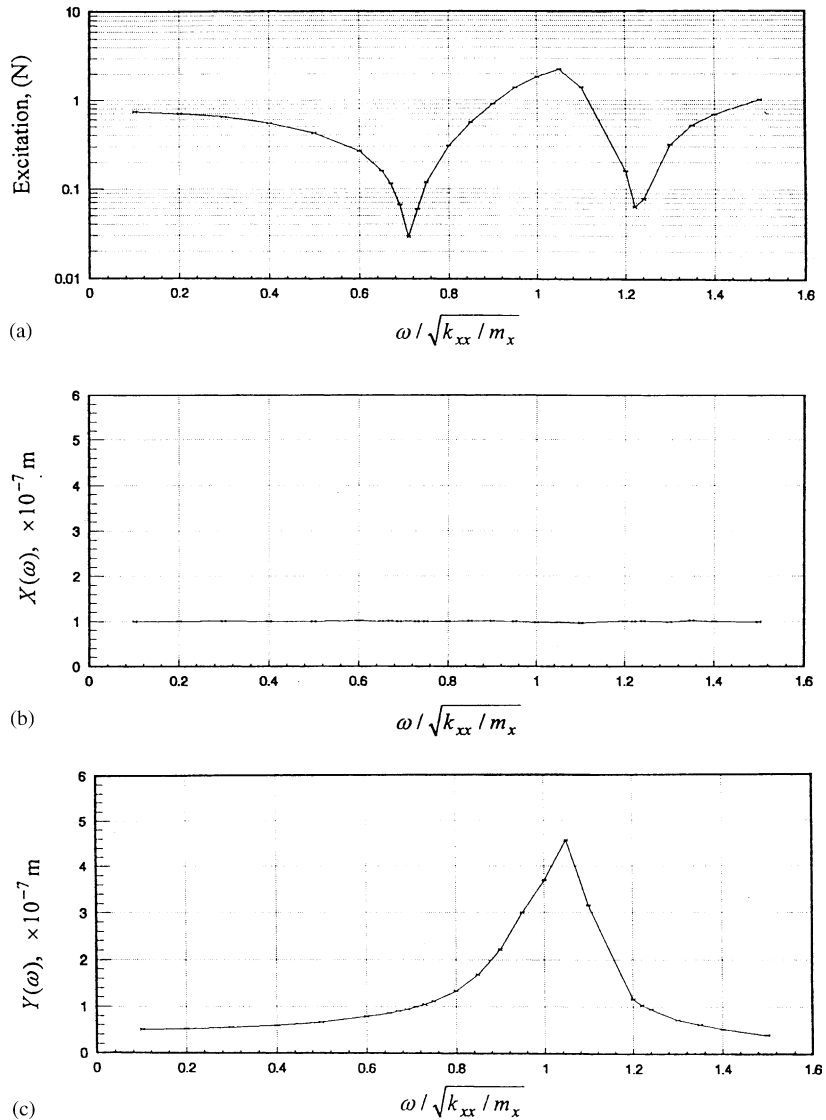 Excitation, (N)
10
1
0.1
0.01
0 0.2 0.4 0.6 0.8 1 1.2 1.4 1.6
ω / √k_xx / m_x
(a)
X(ω), ×10⁻⁷ m
6
5
4
3
2
1
0
0 0.2 0.4 0.6 0.8 1 1.2 1.4 1.6
ω / √k_xx / m_x
(b)
Y(ω), ×10⁻⁷ m
6
5
4
3
2
1
0
0 0.2 0.4 0.6 0.8 1 1.2 1.4 1.6
ω / √k_xx / m_x
(c)